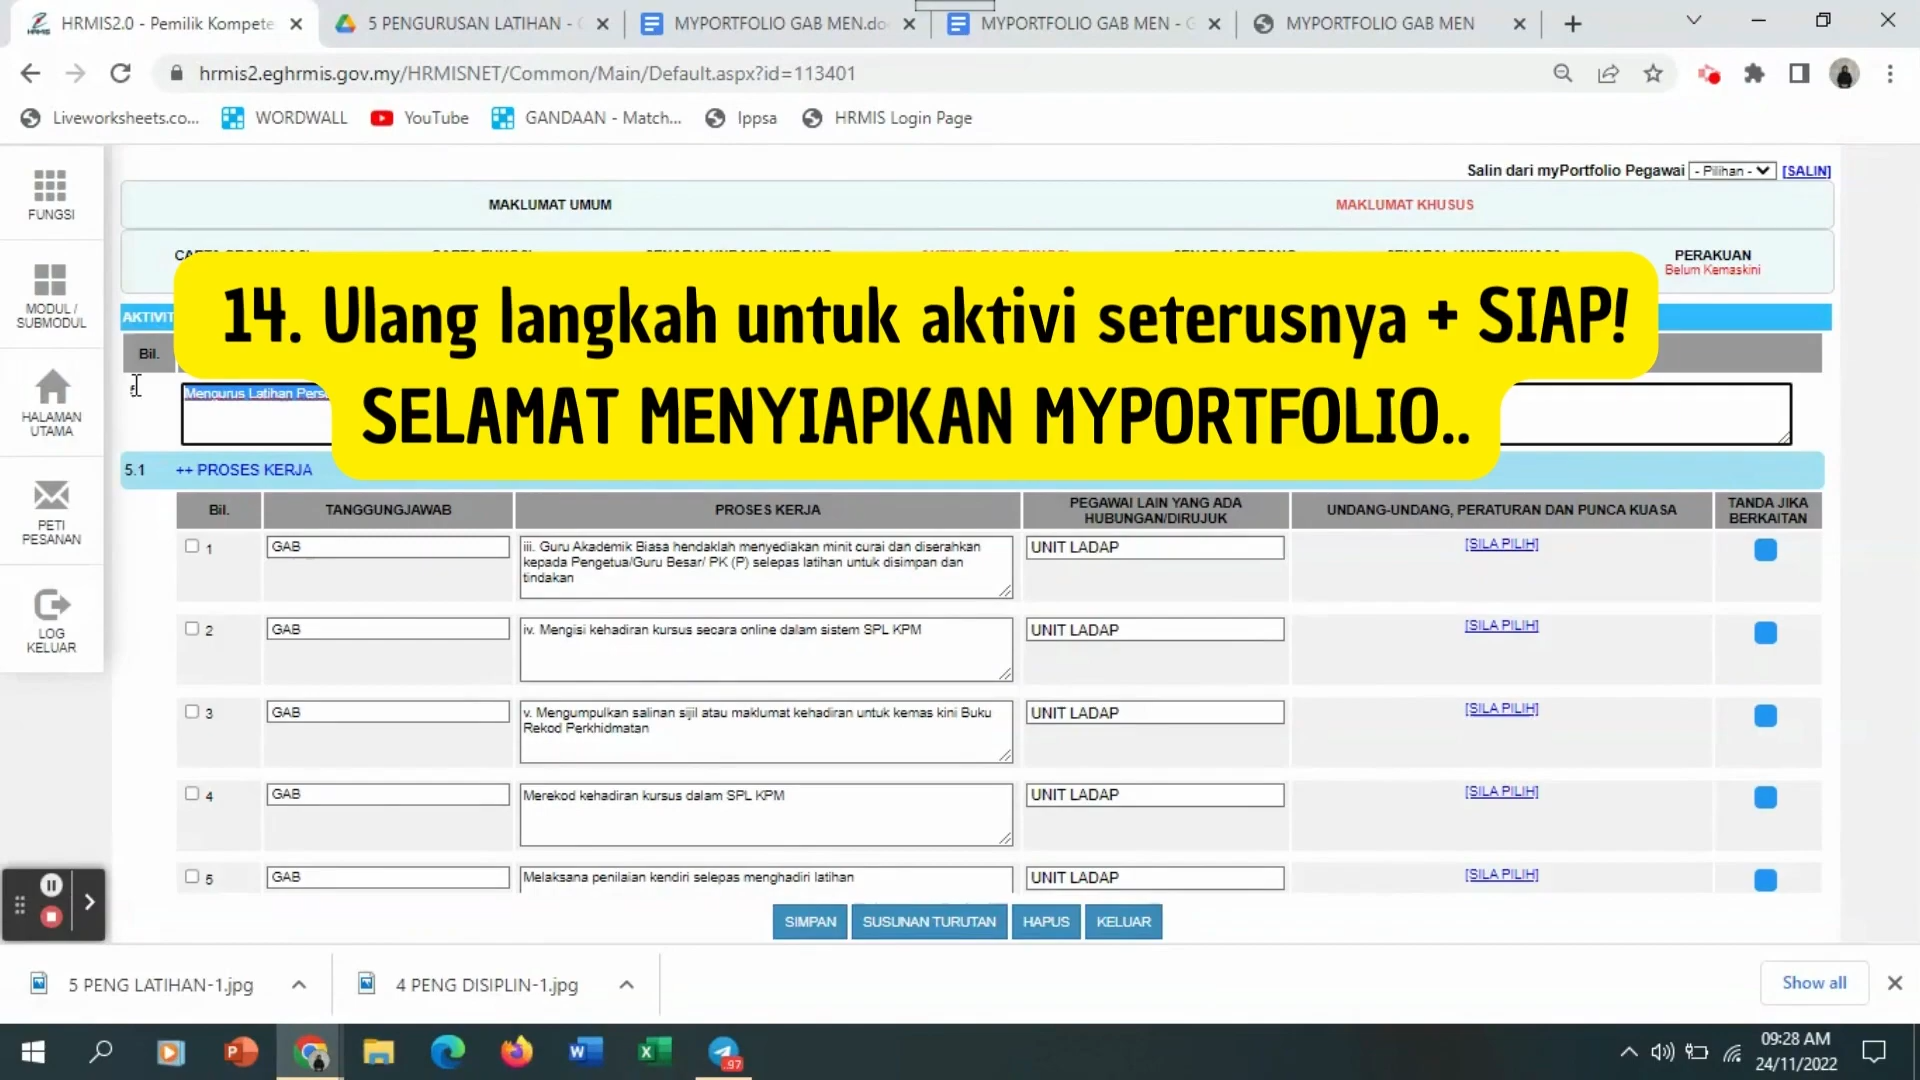 HRMIS2.0 - Pemilik Kompete
5 PENGURUSAN LATIHAN -
MYPORTFOLIO GAB MEN.do
MYPORTFOLIO GAB MEN - G
MYPORTFOLIO GAB MEN
hrmis2.eghrmis.gov.my/HRMISNET/Common/Main/Default.aspx?id=113401
Liveworksheets.co...
WORDWALL
YouTube
GANDAAN - Match...
Ippsa
HRMIS Login Page
Salin dari myPortfolio Pegawai - Pilihan - [SALIN]
MAKLUMAT UMUM
MAKLUMAT KHUSUS
PERAKUAN
Belum Kemaskini
14. Ulang langkah untuk aktivi seterusnya + SIAP!
SELAMAT MENYIAPKAN MYPORTFOLIO..
FUNGSI
MODUL /
SUBMODUL
HALAMAN
UTAMA
PETI
PESANAN
LOG
KELUAR
AKTIVIT
Bil.
Mengurus Latihan Pers
5.1 ++ PROSES KERJA
Bil. TANGGUNGJAWAB PROSES KERJA PEGAWAI LAIN YANG ADA HUBUNGAN/DIRUJUK UNDANG-UNDANG, PERATURAN DAN PUNCA KUASA TANDA JIKA BERKAITAN
1 GAB iii. Guru Akademik Biasa hendaklah menyediakan minit curai dan diserahkan UNIT LADAP [SILA PILIH]
kepada Pengetua/Guru Besar/ PK (P) selepas latihan untuk disimpan dan
tindakan
2 GAB iv. Mengisi kehadiran kursus secara online dalam sistem SPL KPM UNIT LADAP [SILA PILIH]
3 GAB v. Mengumpulkan salinan sijil atau maklumat kehadiran untuk kemas kini Buku UNIT LADAP [SILA PILIH]
Rekod Perkhidmatan
4 GAB Merekod kehadiran kursus dalam SPL KPM UNIT LADAP [SILA PILIH]
5 GAB Melaksana penilaian kendiri selepas menghadiri latihan UNIT LADAP [SILA PILIH]
SIMPAN SUSUNAN TURUTAN HAPUS KELUAR
5 PENG LATIHAN-1.jpg
4 PENG DISIPLIN-1.jpg
Show all
97
09:28 AM
24/11/2022